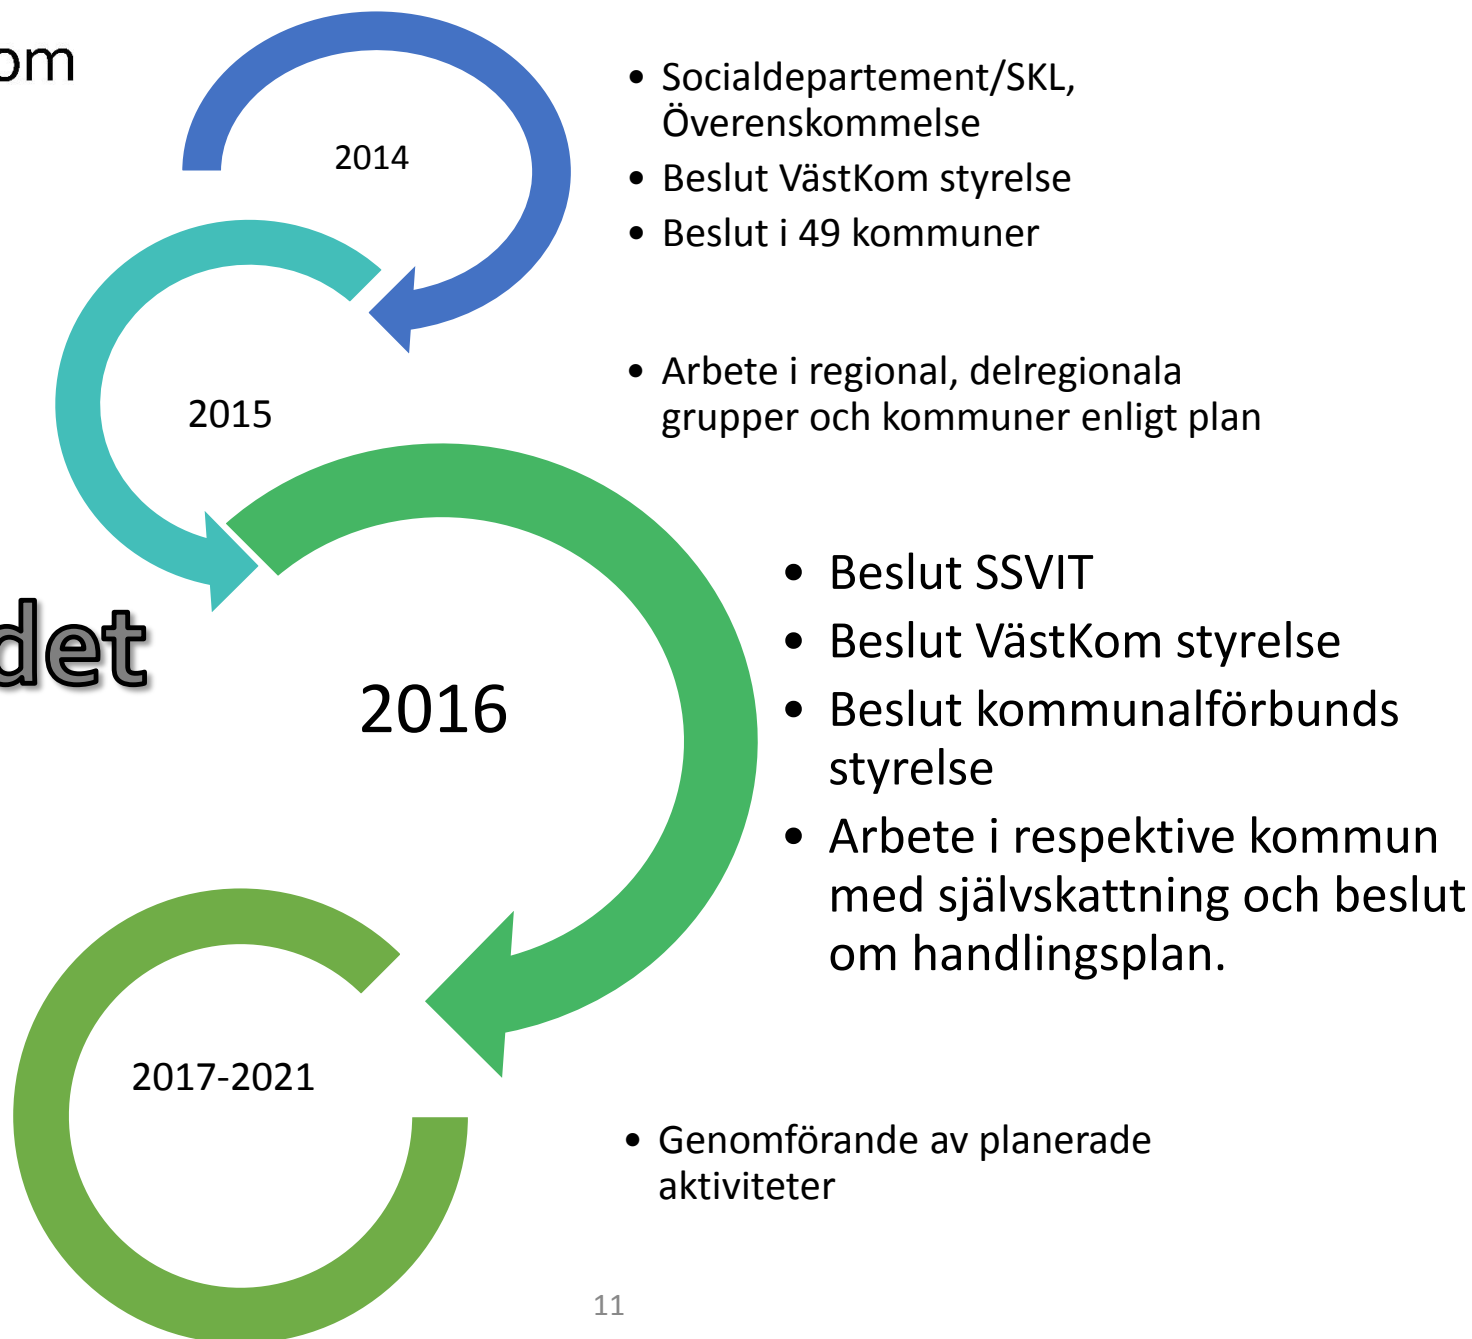 om
2014
• Socialdepartement/SKL,
Överenskommelse
• Beslut VästKom styrelse
• Beslut i 49 kommuner
2015
• Arbete i regional, delregionala
grupper och kommuner enligt plan
det
2016
• Beslut SSVIT
• Beslut VästKom styrelse
• Beslut kommunalförbunds
styrelse
• Arbete i respektive kommun
med självskattning och beslut
om handlingsplan.
2017-2021
• Genomförande av planerade
aktiviteter
11